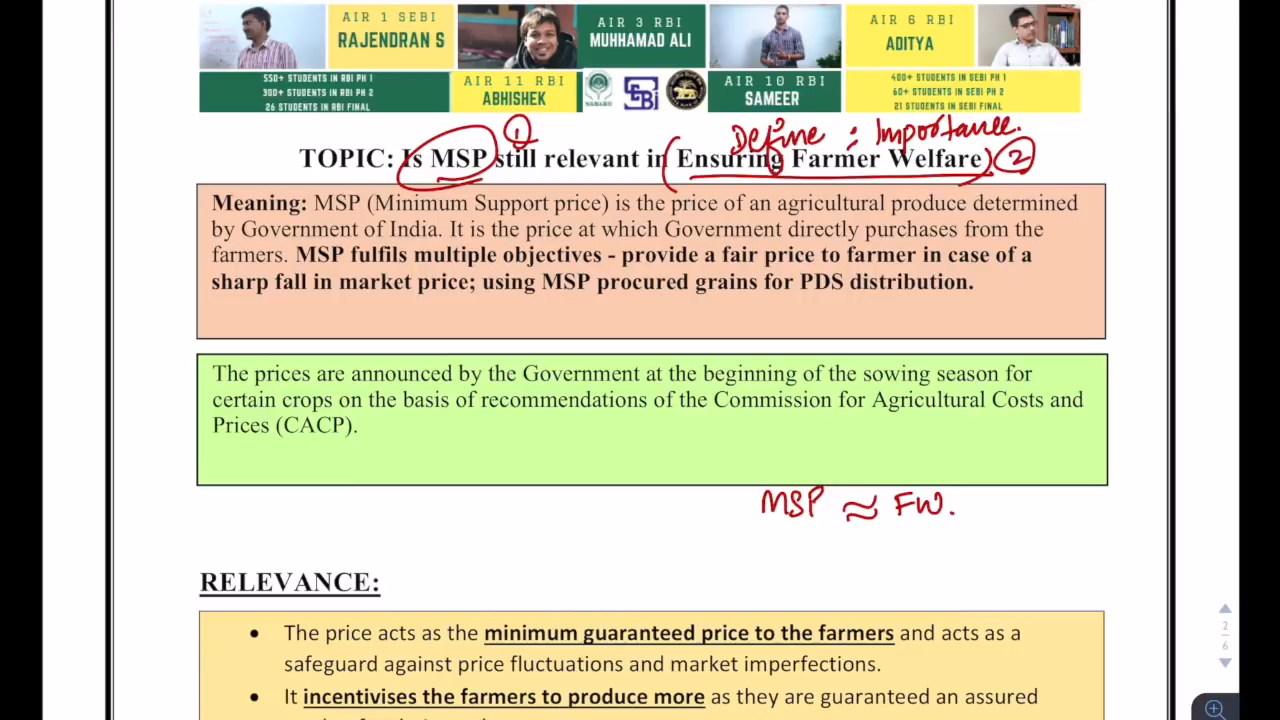 AIR 1 SEBI
RAJENDRAN S
AIR 3 RBI
MUHHAMAD ALI
AIR 6 RBI
ADITYA
550+ STUDENTS IN RBI PH 1
300+ STUDENTS IN RBI PH 2
26 STUDENTS IN RBI FINAL
AIR 11 RBI
ABHISHEK
NABARD
SEBI
AIR 10 RBI
SAMEER
400+ STUDENTS IN SEBI PH 1
60+ STUDENTS IN SEBI PH 2
21 STUDENTS IN SEBI FINAL
① Define : Importance.
TOPIC: Is MSP still relevant in (Ensuring Farmer Welfare) ②
Meaning: MSP (Minimum Support price) is the price of an agricultural produce determined
by Government of India. It is the price at which Government directly purchases from the
farmers. MSP fulfils multiple objectives - provide a fair price to farmer in case of a
sharp fall in market price; using MSP procured grains for PDS distribution.
The prices are announced by the Government at the beginning of the sowing season for
certain crops on the basis of recommendations of the Commission for Agricultural Costs and
Prices (CACP).
MSP ≈ FW.
RELEVANCE:
• The price acts as the minimum guaranteed price to the farmers and acts as a
safeguard against price fluctuations and market imperfections.
• It incentivises the farmers to produce more as they are guaranteed an assured
2
6